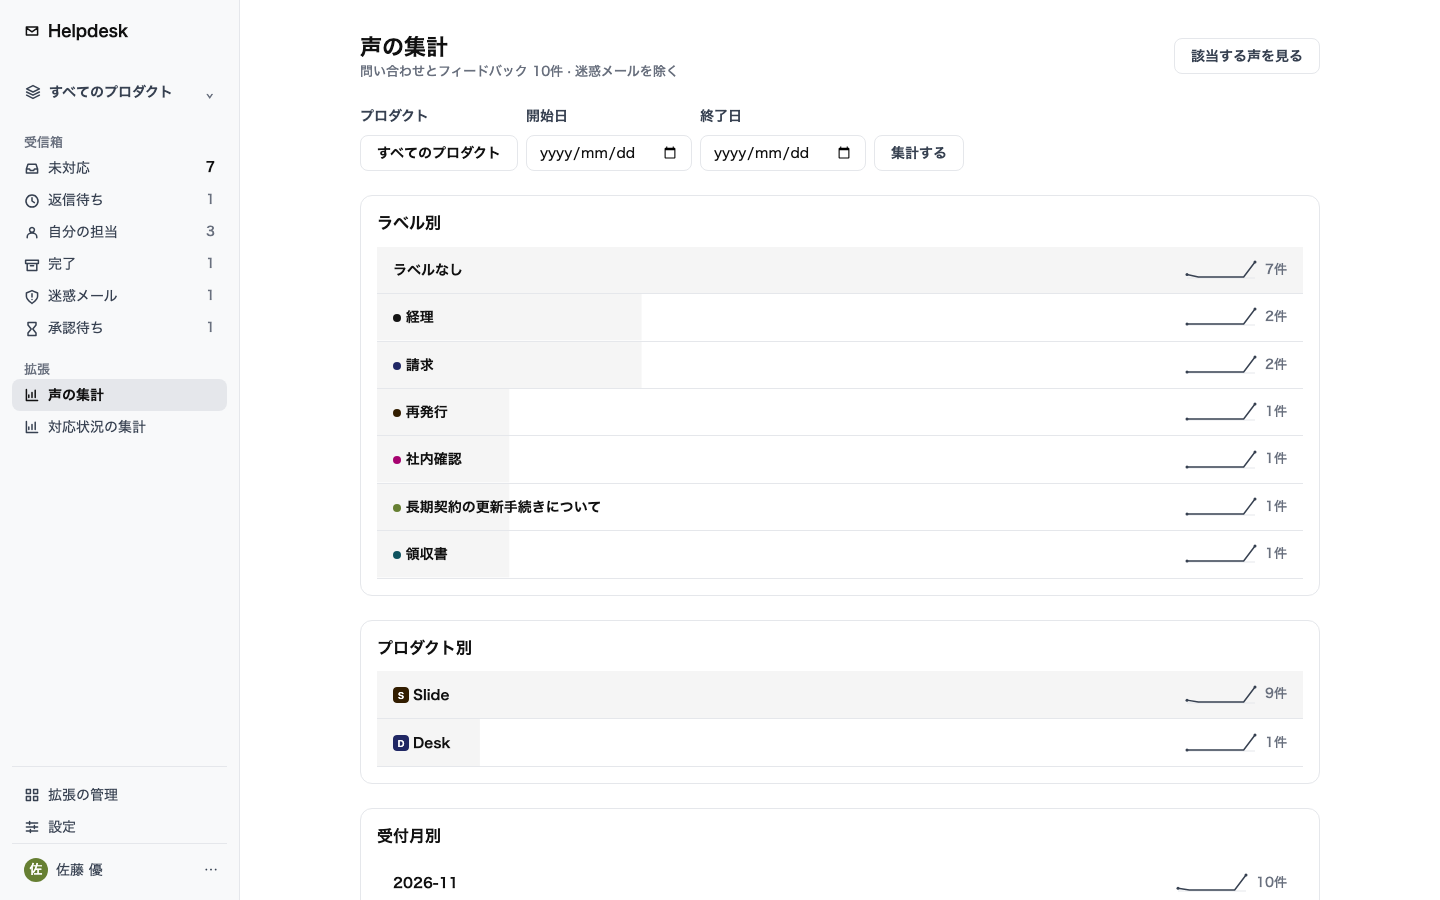 Helpdesk
すべてのプロダクト
受信箱
未対応 7
返信待ち 1
自分の担当 3
完了 1
迷惑メール 1
承認待ち 1
拡張
声の集計
対応状況の集計
拡張の管理
設定
佐 佐藤 優 …
声の集計
問い合わせとフィードバック 10件 · 迷惑メールを除く
該当する声を見る
プロダクト 開始日 終了日
すべてのプロダクト yyyy/mm/dd yyyy/mm/dd 集計する
ラベル別
ラベルなし 7件
経理 2件
請求 2件
再発行 1件
社内確認 1件
長期契約の更新手続きについて 1件
領収書 1件
プロダクト別
S Slide 9件
D Desk 1件
受付月別
2026-11 10件